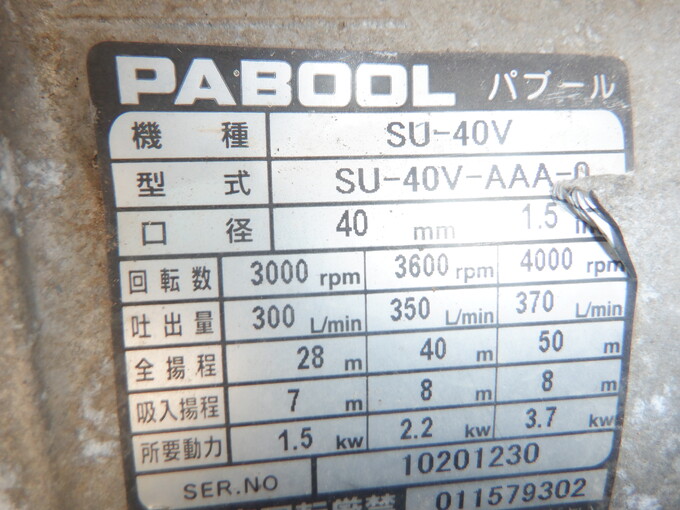 PABOOL パブール
機種 SU-40V
型式 SU-40V-AAA-0
口径 40 mm 1.5
回転数 3000 rpm 3600 rpm 4000 rpm
吐出量 300 L/min 350 L/min 370 L/min
全揚程 28 m 40 m 50 m
吸入揚程 7 m 8 m 8 m
所要動力 1.5 kw 2.2 kw 3.7 kw
SER.NO 10201230
転厳禁 011579302